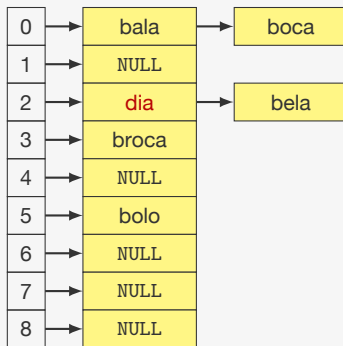 0 bala boca
1 NULL
2 dia bela
3 broca
4 NULL
5 bolo
6 NULL
7 NULL
8 NULL